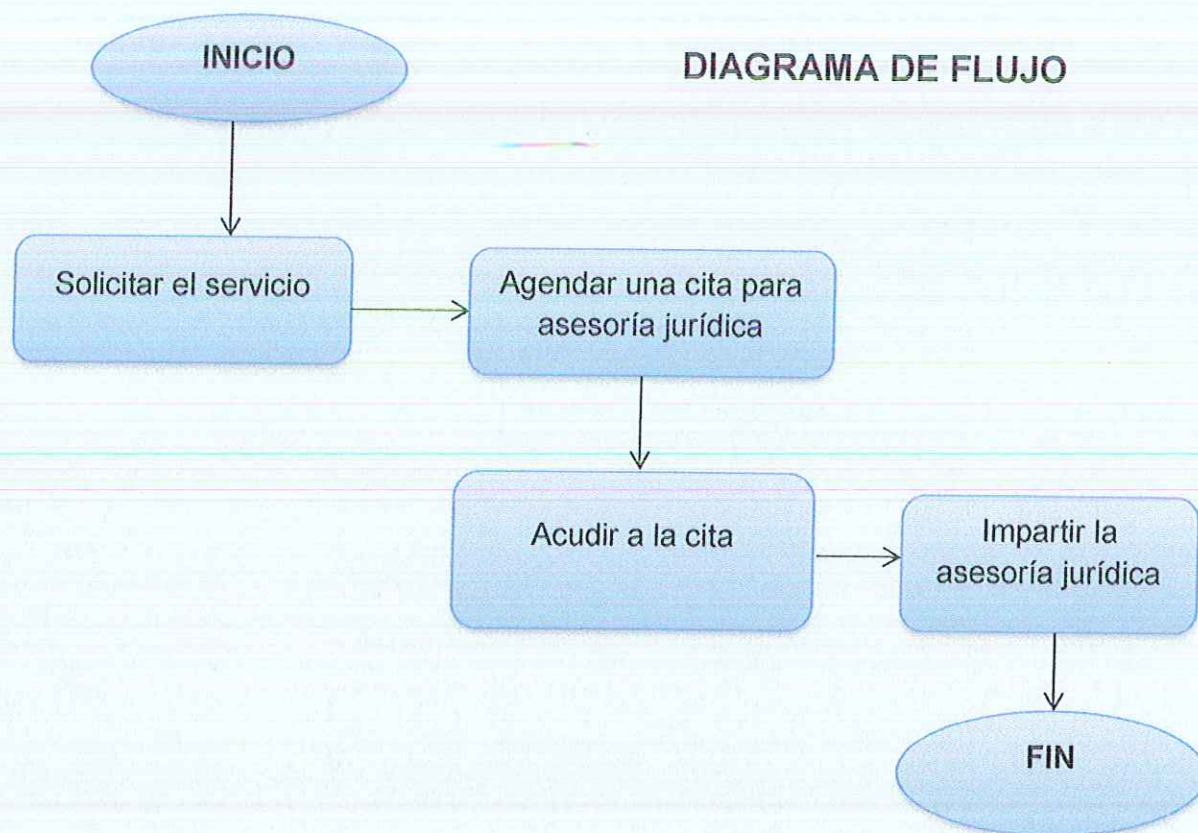 INICIO
DIAGRAMA DE FLUJO
Solicitar el servicio
Agendar una cita para
asesoría jurídica
Acudir a la cita
Impartir la
asesoría jurídica
FIN